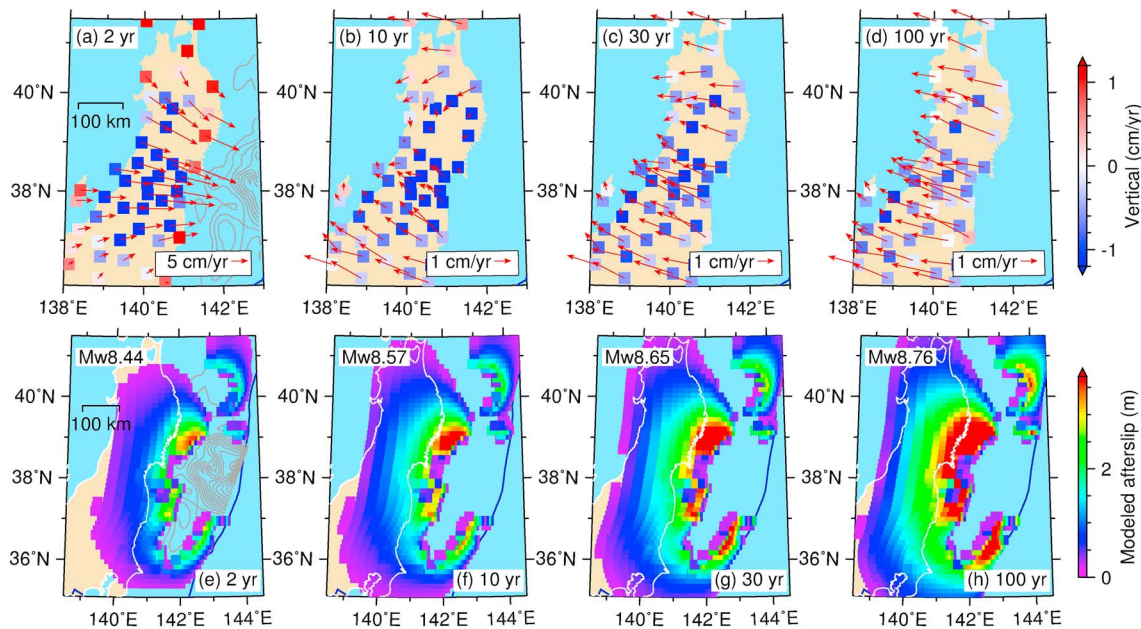 (a) 2 yr
(b) 10 yr
(c) 30 yr
(d) 100 yr
40°N
38°N
100 km
5 cm/yr
1 cm/yr
1 cm/yr
1 cm/yr
138°E 140°E 142°E
138°E 140°E 142°E
138°E 140°E 142°E
138°E 140°E 142°E
1
0
-1
Vertical (cm/yr)
Mw8.44
Mw8.57
Mw8.65
Mw8.76
40°N
38°N
36°N
100 km
(e) 2 yr
(f) 10 yr
(g) 30 yr
(h) 100 yr
140°E 142°E 144°E
140°E 142°E 144°E
140°E 142°E 144°E
140°E 142°E 144°E
2
0
Modeled afterslip (m)